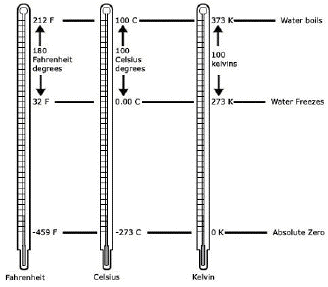 212 F 100 C 373 K Water boils
180
Fahrenheit
degrees
100
Celsius
degrees
100
kelvins
32 F 0.00 C 273 K Water Freezes
-459 F -273 C 0 K Absolute Zero
Fahrenheit Celsius Kelvin